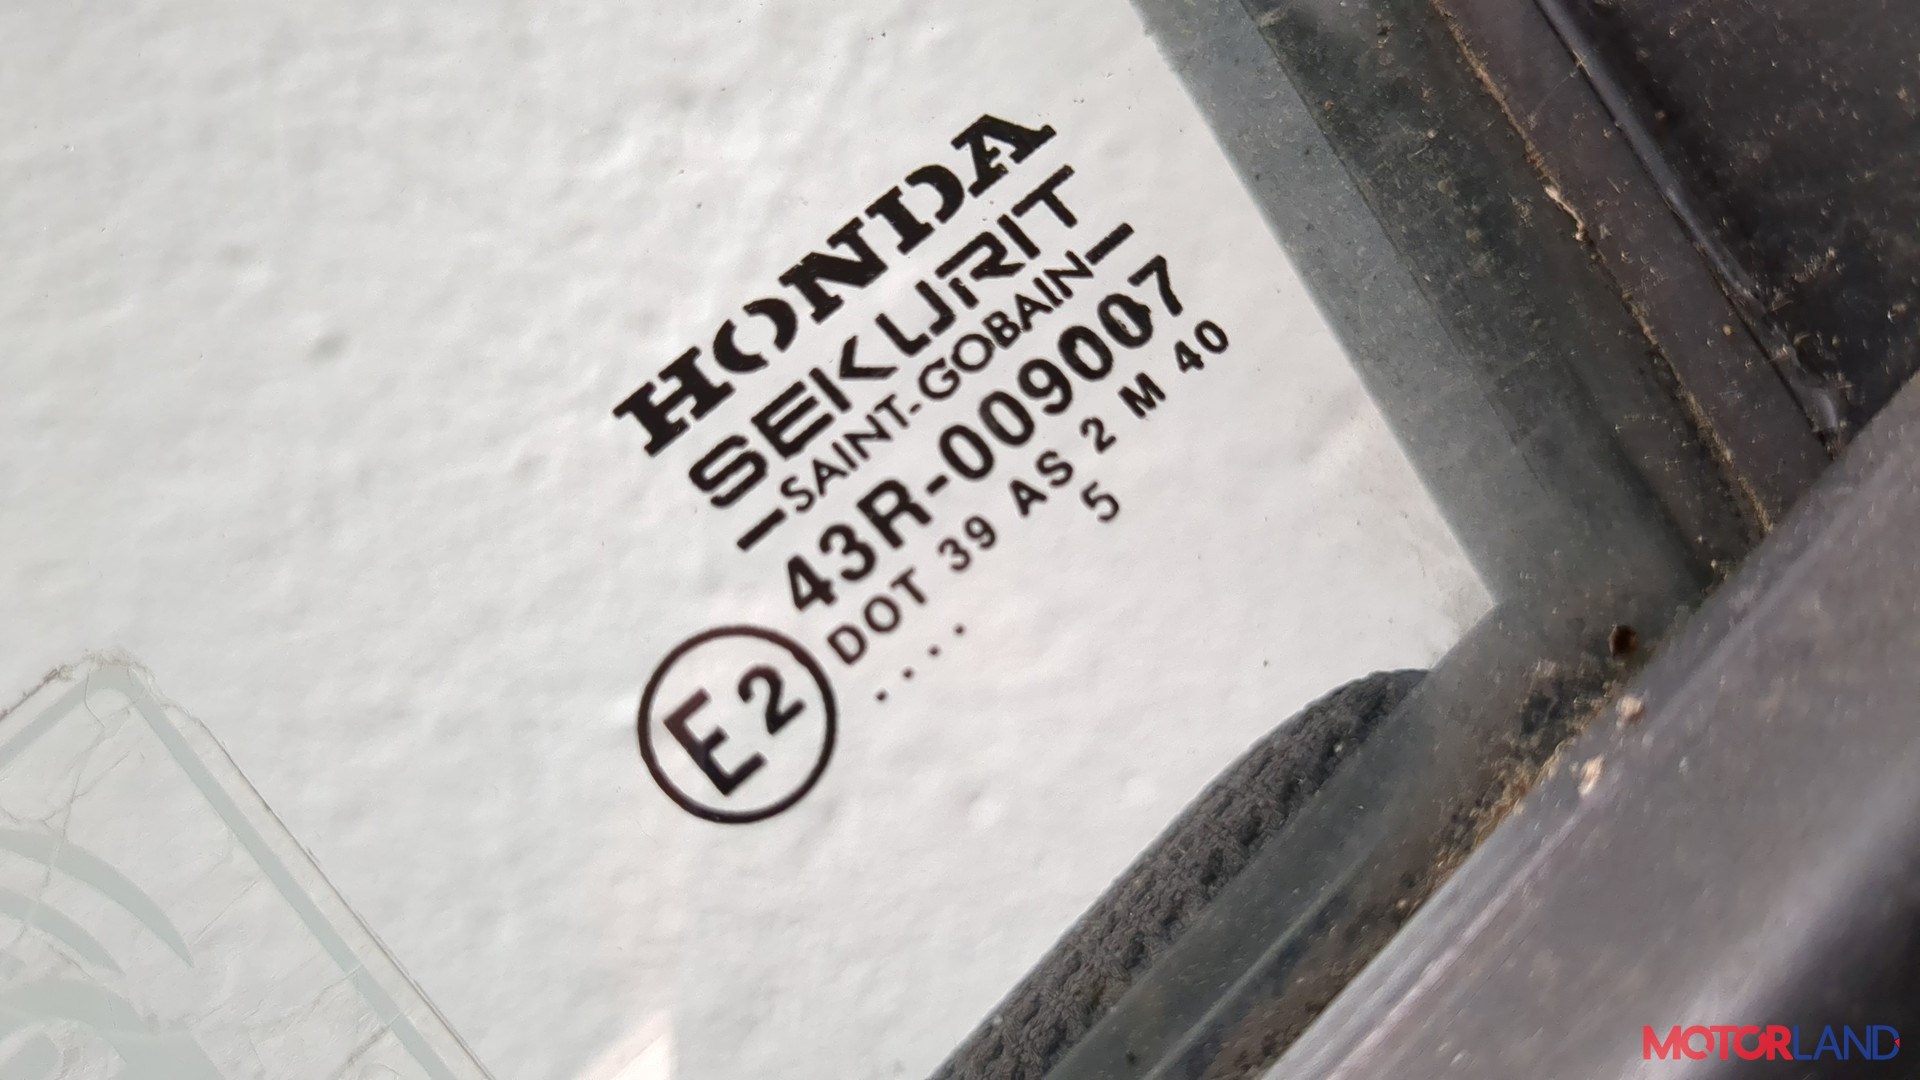 HONDA
SEKURIT
SAINT-GOBAIN
43R-009007
DOT 39 AS 2 M 40
5
....
E2
MOTORLAND